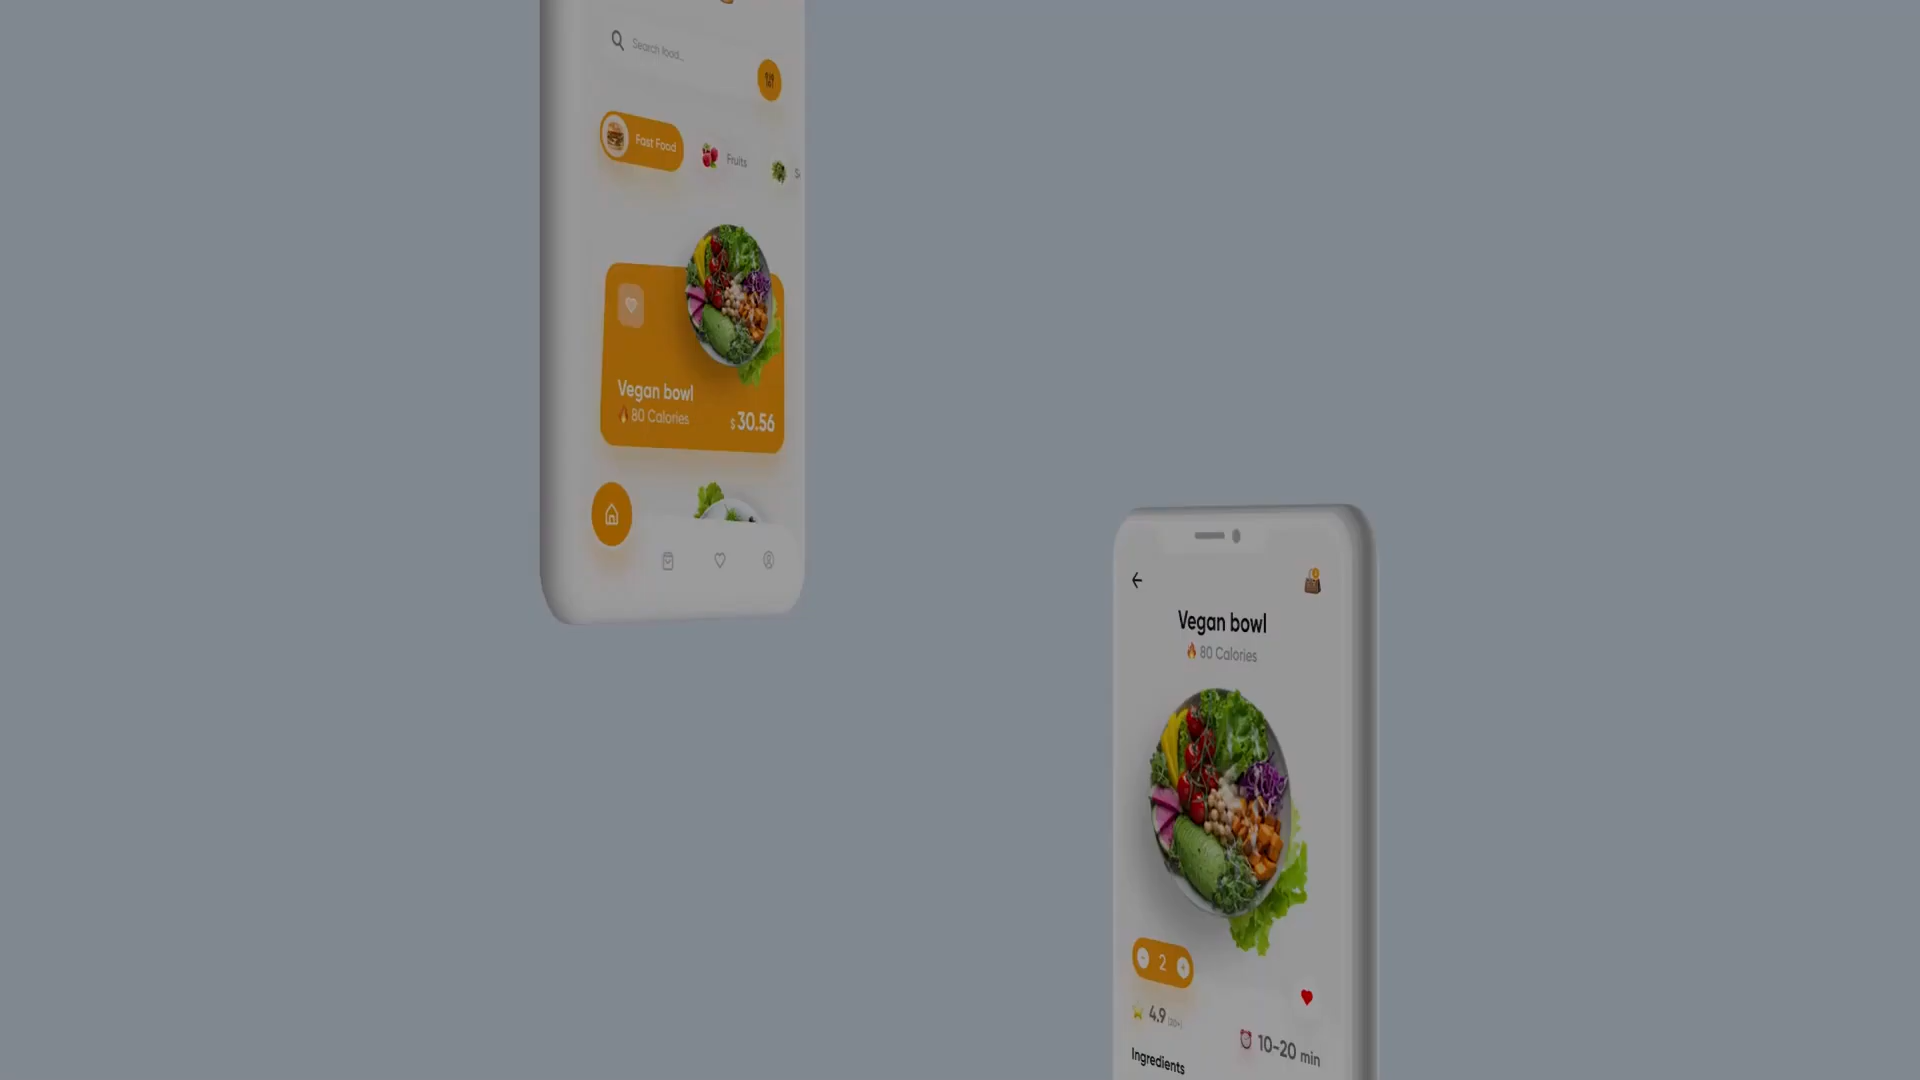 Search food...
Fast Food
Fruits
Vegan bowl
80 Calories
$30.56
Vegan bowl
80 Calories
2
4.9
10-20 min
Ingredients